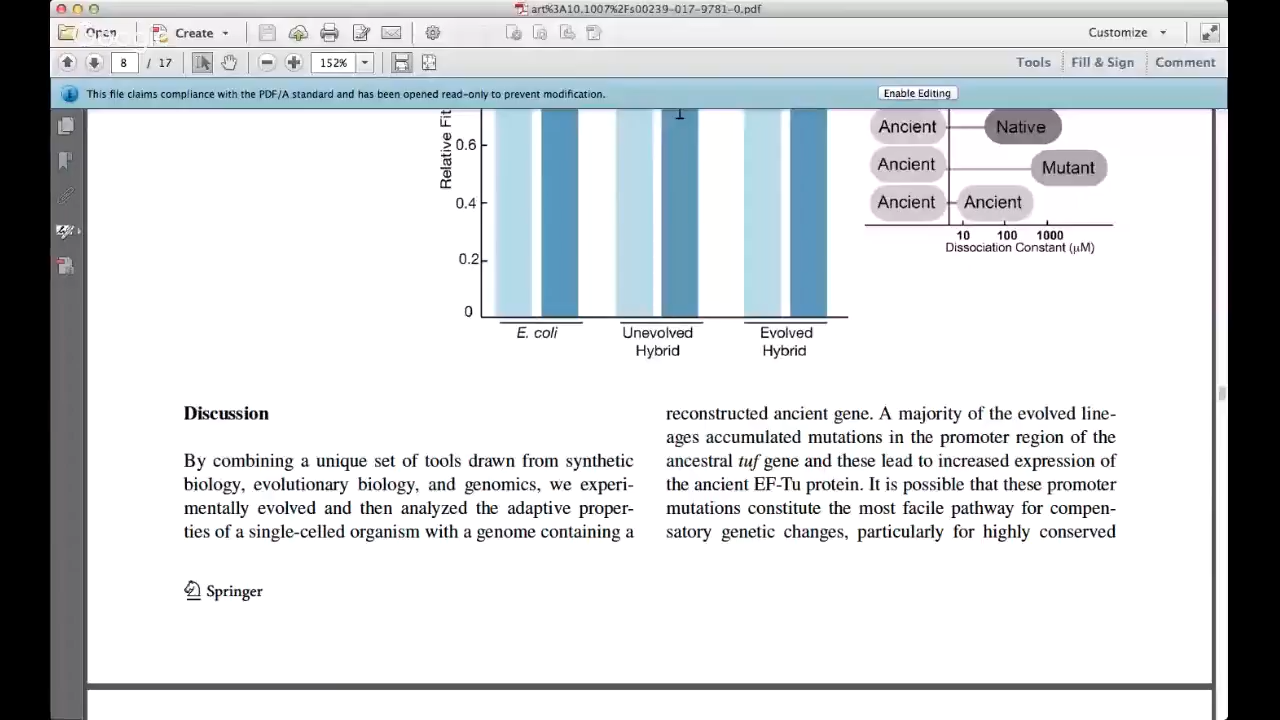 art%3A10.1007%2Fs00239-017-9781-0.pdf
Open
Create
Customize
8 / 17
152%
Tools
Fill & Sign
Comment
This file claims compliance with the PDF/A standard and has been opened read-only to prevent modification.
Enable Editing
0.6
0.4
0.2
0
E. coli
Unevolved
Hybrid
Evolved
Hybrid
Ancient
Native
Ancient
Mutant
Ancient
Ancient
10 100 1000
Dissociation Constant (µM)
Discussion
By combining a unique set of tools drawn from synthetic
biology, evolutionary biology, and genomics, we experi-
mentally evolved and then analyzed the adaptive proper-
ties of a single-celled organism with a genome containing a
reconstructed ancient gene. A majority of the evolved line-
ages accumulated mutations in the promoter region of the
ancestral tuf gene and these lead to increased expression of
the ancient EF-Tu protein. It is possible that these promoter
mutations constitute the most facile pathway for compen-
satory genetic changes, particularly for highly conserved
Springer